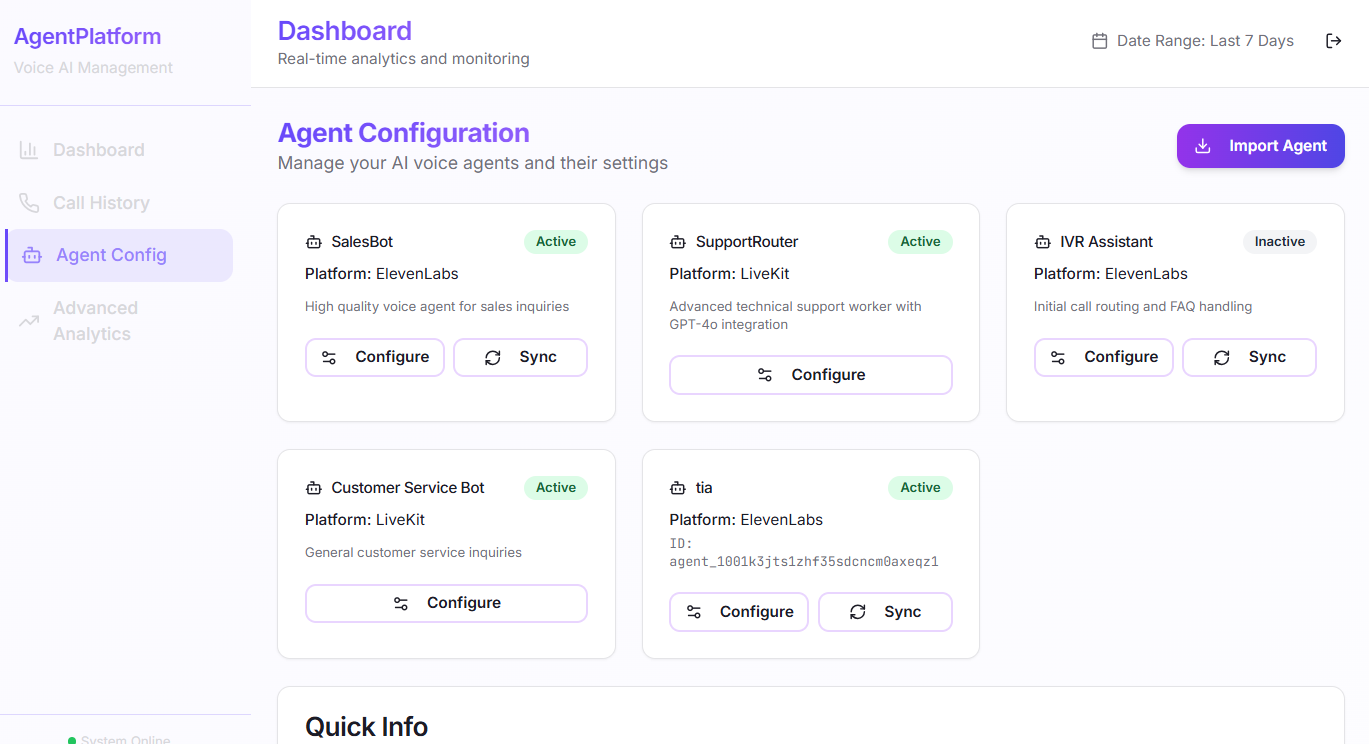 AgentPlatform
Voice AI Management
Dashboard
Call History
Agent Config
Advanced
Analytics
System Online
Dashboard
Real-time analytics and monitoring
Date Range: Last 7 Days
Agent Configuration
Manage your AI voice agents and their settings
Import Agent
SalesBot
Active
Platform: ElevenLabs
High quality voice agent for sales inquiries
Configure
Sync
SupportRouter
Active
Platform: LiveKit
Advanced technical support worker with
GPT-4o integration
Configure
IVR Assistant
Inactive
Platform: ElevenLabs
Initial call routing and FAQ handling
Configure
Sync
Customer Service Bot
Active
Platform: LiveKit
General customer service inquiries
Configure
tia
Active
Platform: ElevenLabs
ID:
agent_1001k3jts1zhf35sdcncm0axeqz1
Configure
Sync
Quick Info